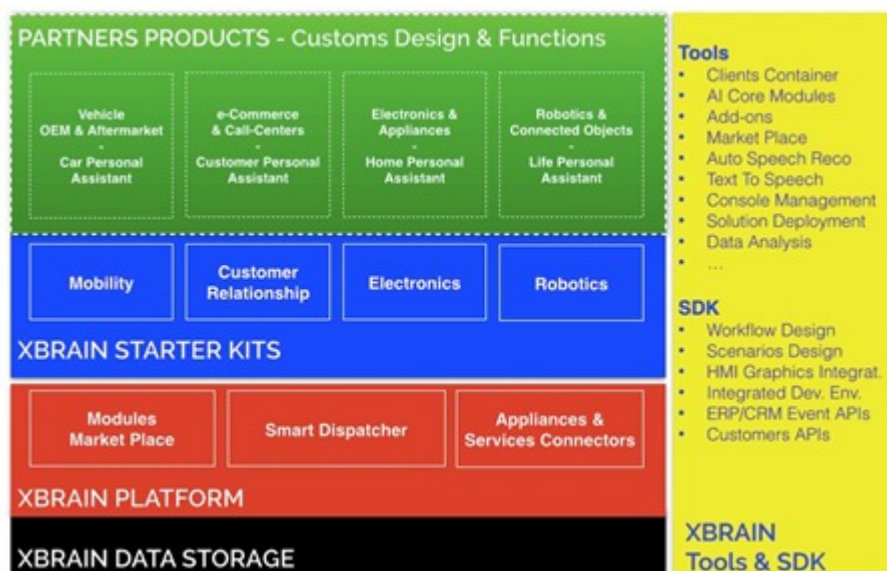 PARTNERS PRODUCTS - Customs Design & Functions
Vehicle
OEM & Aftermarket
-
Car Personal
Assistant
e-Commerce
& Call-Centers
-
Customer Personal
Assistant
Electronics &
Appliances
-
Home Personal
Assistant
Robotics &
Connected Objects
-
Life Personal
Assistant
Mobility
Customer
Relationship
Electronics
Robotics
XBRAIN STARTER KITS
Modules
Market Place
Smart Dispatcher
Appliances &
Services Connectors
XBRAIN PLATFORM
XBRAIN DATA STORAGE
Tools
• Clients Container
• AI Core Modules
• Add-ons
• Market Place
• Auto Speech Reco
• Text To Speech
• Console Management
• Solution Deployment
• Data Analysis
• ...
SDK
• Workflow Design
• Scenarios Design
• HMI Graphics Integrat.
• Integrated Dev. Env.
• ERP/CRM Event APIs
• Customers APIs
XBRAIN
Tools & SDK